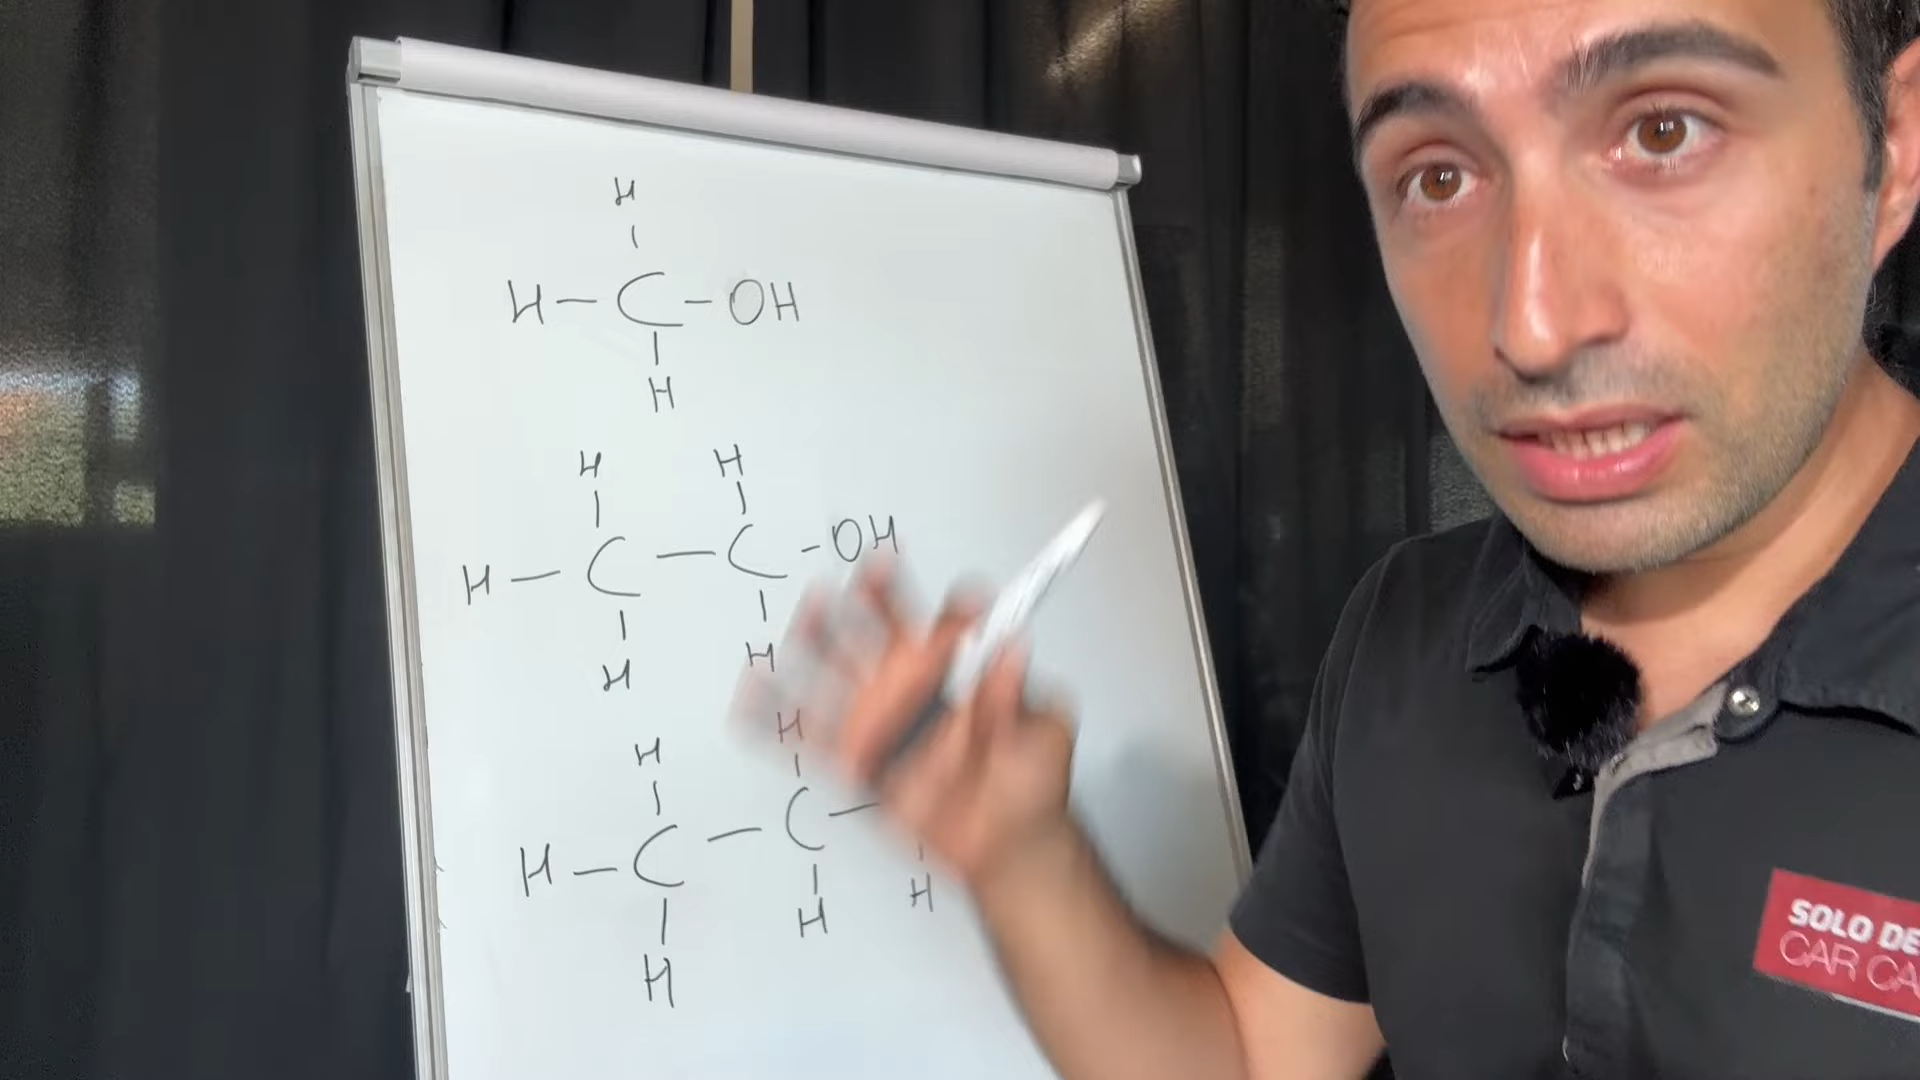 H
H - C - OH
H
H H
H - C - C - OH
H H
H H
H - C - C -
H H H
SOLO DE
CAR CA